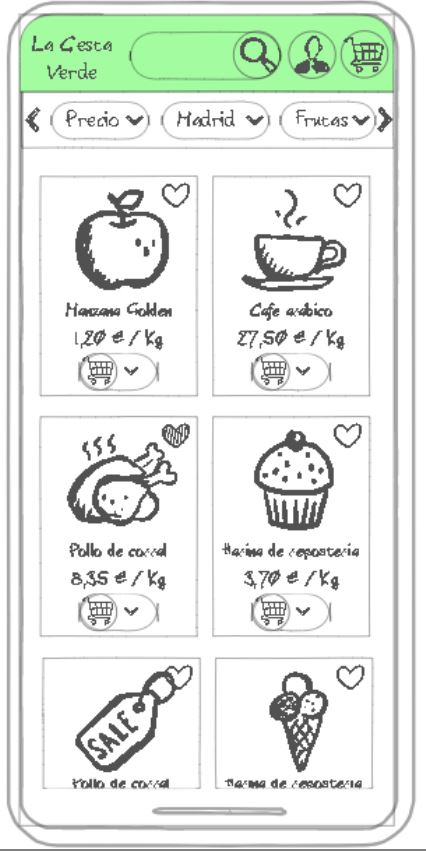 La Cesta
Verde
Precio
Madrid
Frutas
Manzana Golden
Cafe arábico
1,20 € / Kg
27,50 € / Kg
Pollo de corral
Harina de reposteria
8,35 € / Kg
3,70 € / Kg
SALE
Pollo de corral
Harina de reposteria